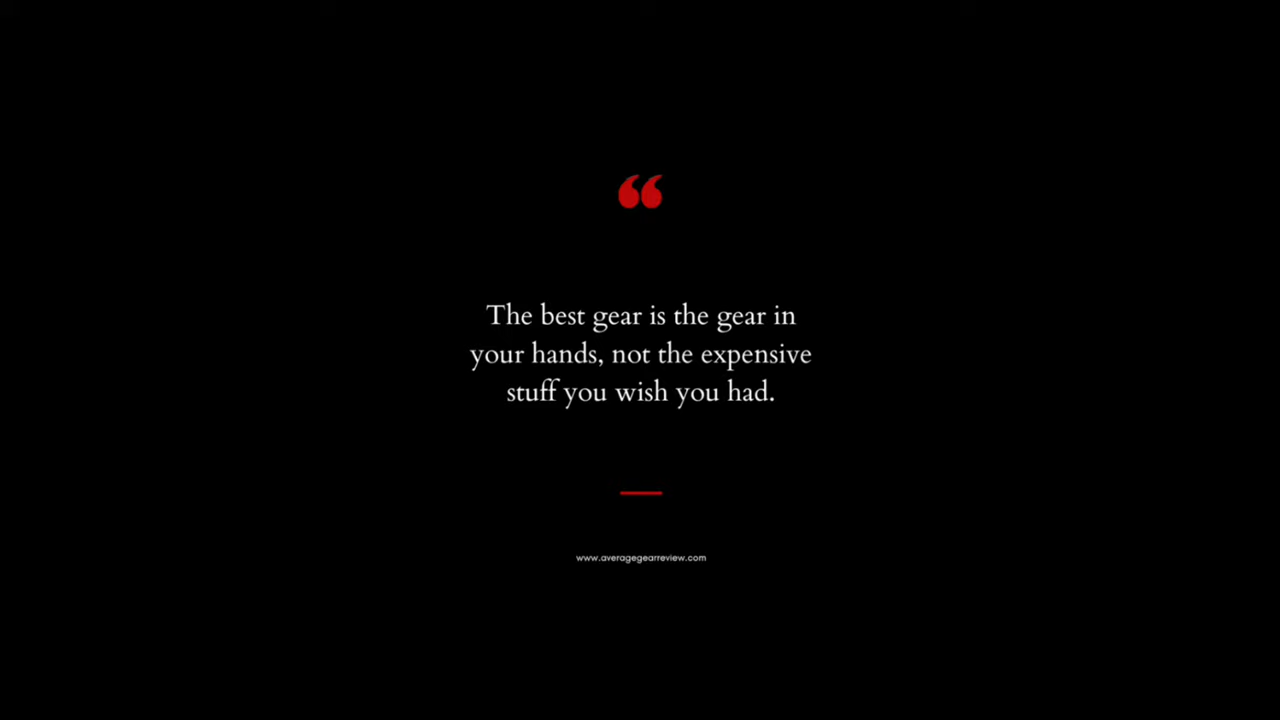 “
The best gear is the gear in
your hands, not the expensive
stuff you wish you had.
www.averagegearreview.com